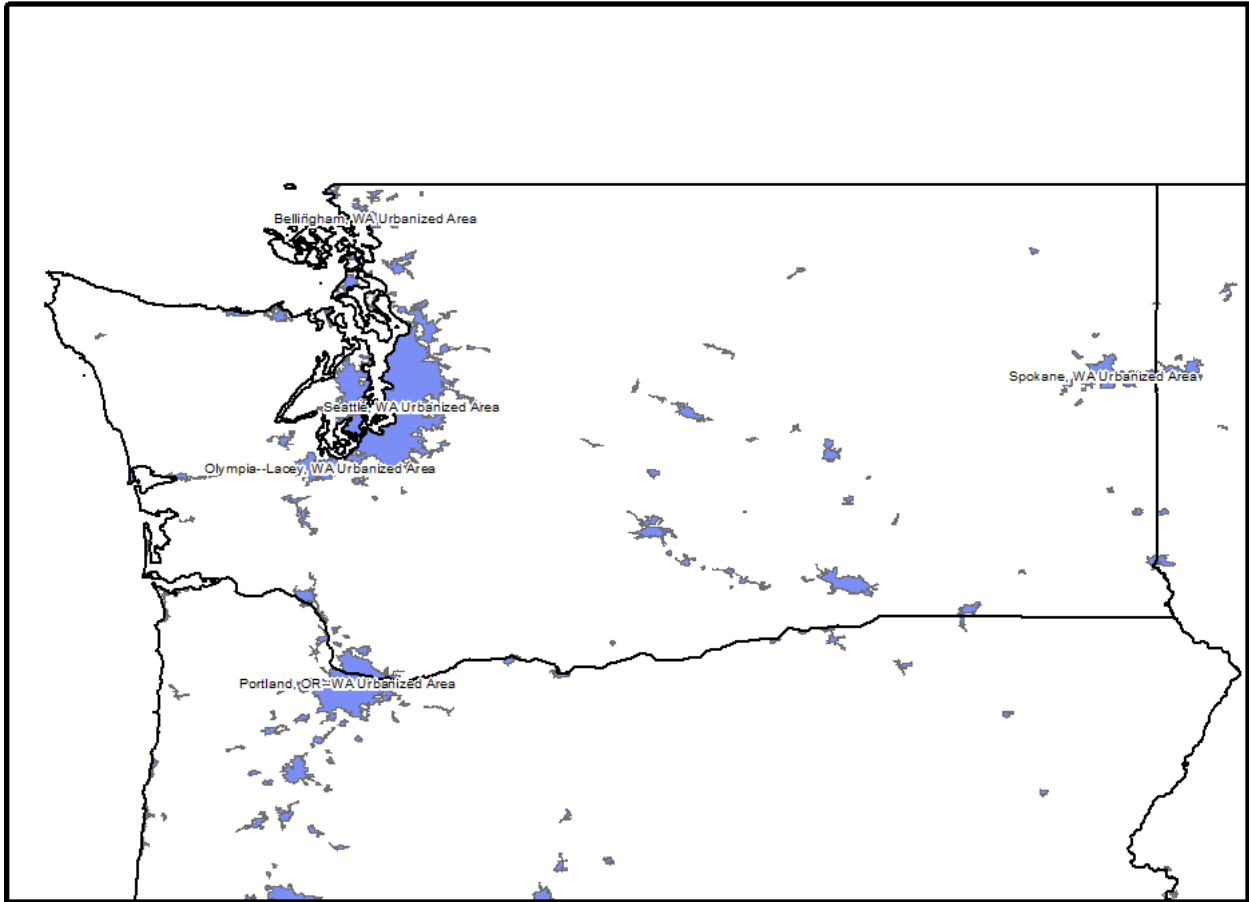 Bellingham, WA Urbanized Area
Spokane, WA Urbanized Area
Seattle, WA Urbanized Area
Olympia--Lacey, WA Urbanized Area
Portland, OR--WA Urbanized Area